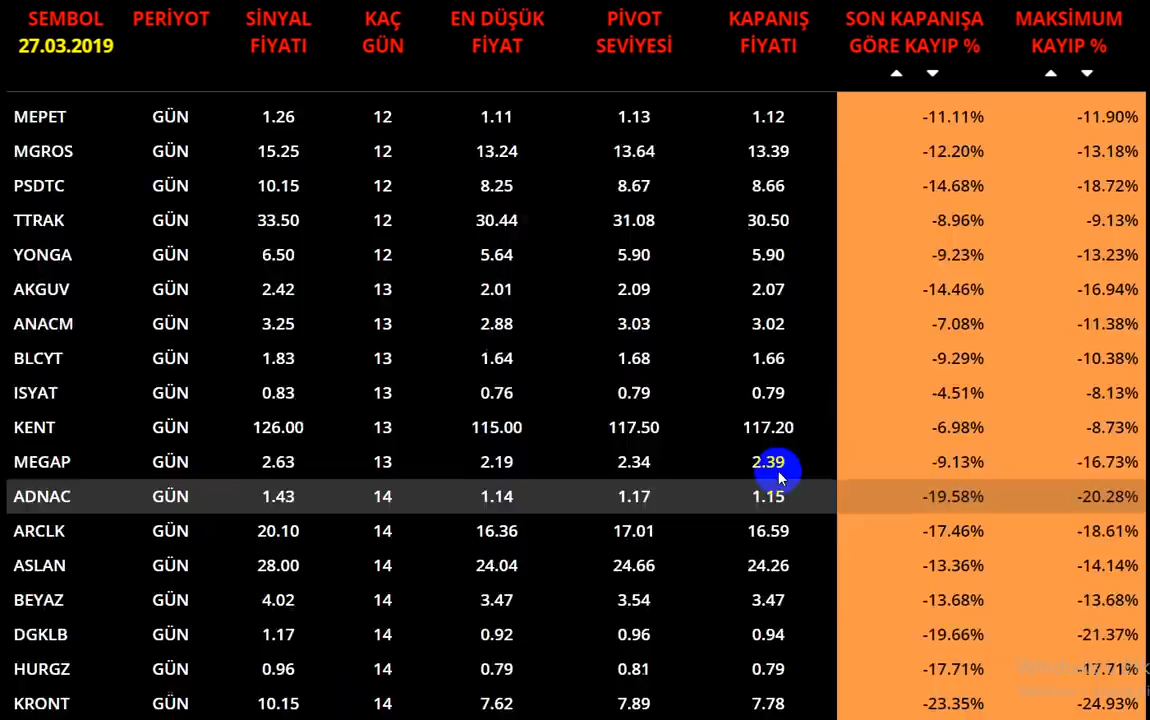 SEMBOL PERİYOT SİNYAL KAÇ EN DÜŞÜK PİVOT KAPANIŞ SON KAPANIŞA MAKSİMUM
27.03.2019 FİYATI GÜN FİYAT SEVİYESİ FİYATI GÖRE KAYIP % KAYIP %
MEPET GÜN 1.26 12 1.11 1.13 1.12 -11.11% -11.90%
MGROS GÜN 15.25 12 13.24 13.64 13.39 -12.20% -13.18%
PSDTC GÜN 10.15 12 8.25 8.67 8.66 -14.68% -18.72%
TTRAK GÜN 33.50 12 30.44 31.08 30.50 -8.96% -9.13%
YONGA GÜN 6.50 12 5.64 5.90 5.90 -9.23% -13.23%
AKGUV GÜN 2.42 13 2.01 2.09 2.07 -14.46% -16.94%
ANACM GÜN 3.25 13 2.88 3.03 3.02 -7.08% -11.38%
BLCYT GÜN 1.83 13 1.64 1.68 1.66 -9.29% -10.38%
ISYAT GÜN 0.83 13 0.76 0.79 0.79 -4.51% -8.13%
KENT GÜN 126.00 13 115.00 117.50 117.20 -6.98% -8.73%
MEGAP GÜN 2.63 13 2.19 2.34 2.39 -9.13% -16.73%
ADNAC GÜN 1.43 14 1.14 1.17 1.15 -19.58% -20.28%
ARCLK GÜN 20.10 14 16.36 17.01 16.59 -17.46% -18.61%
ASLAN GÜN 28.00 14 24.04 24.66 24.26 -13.36% -14.14%
BEYAZ GÜN 4.02 14 3.47 3.54 3.47 -13.68% -13.68%
DGKLB GÜN 1.17 14 0.92 0.96 0.94 -19.66% -21.37%
HURGZ GÜN 0.96 14 0.79 0.81 0.79 -17.71% -17.71%
KRONT GÜN 10.15 14 7.62 7.89 7.78 -23.35% -24.93%